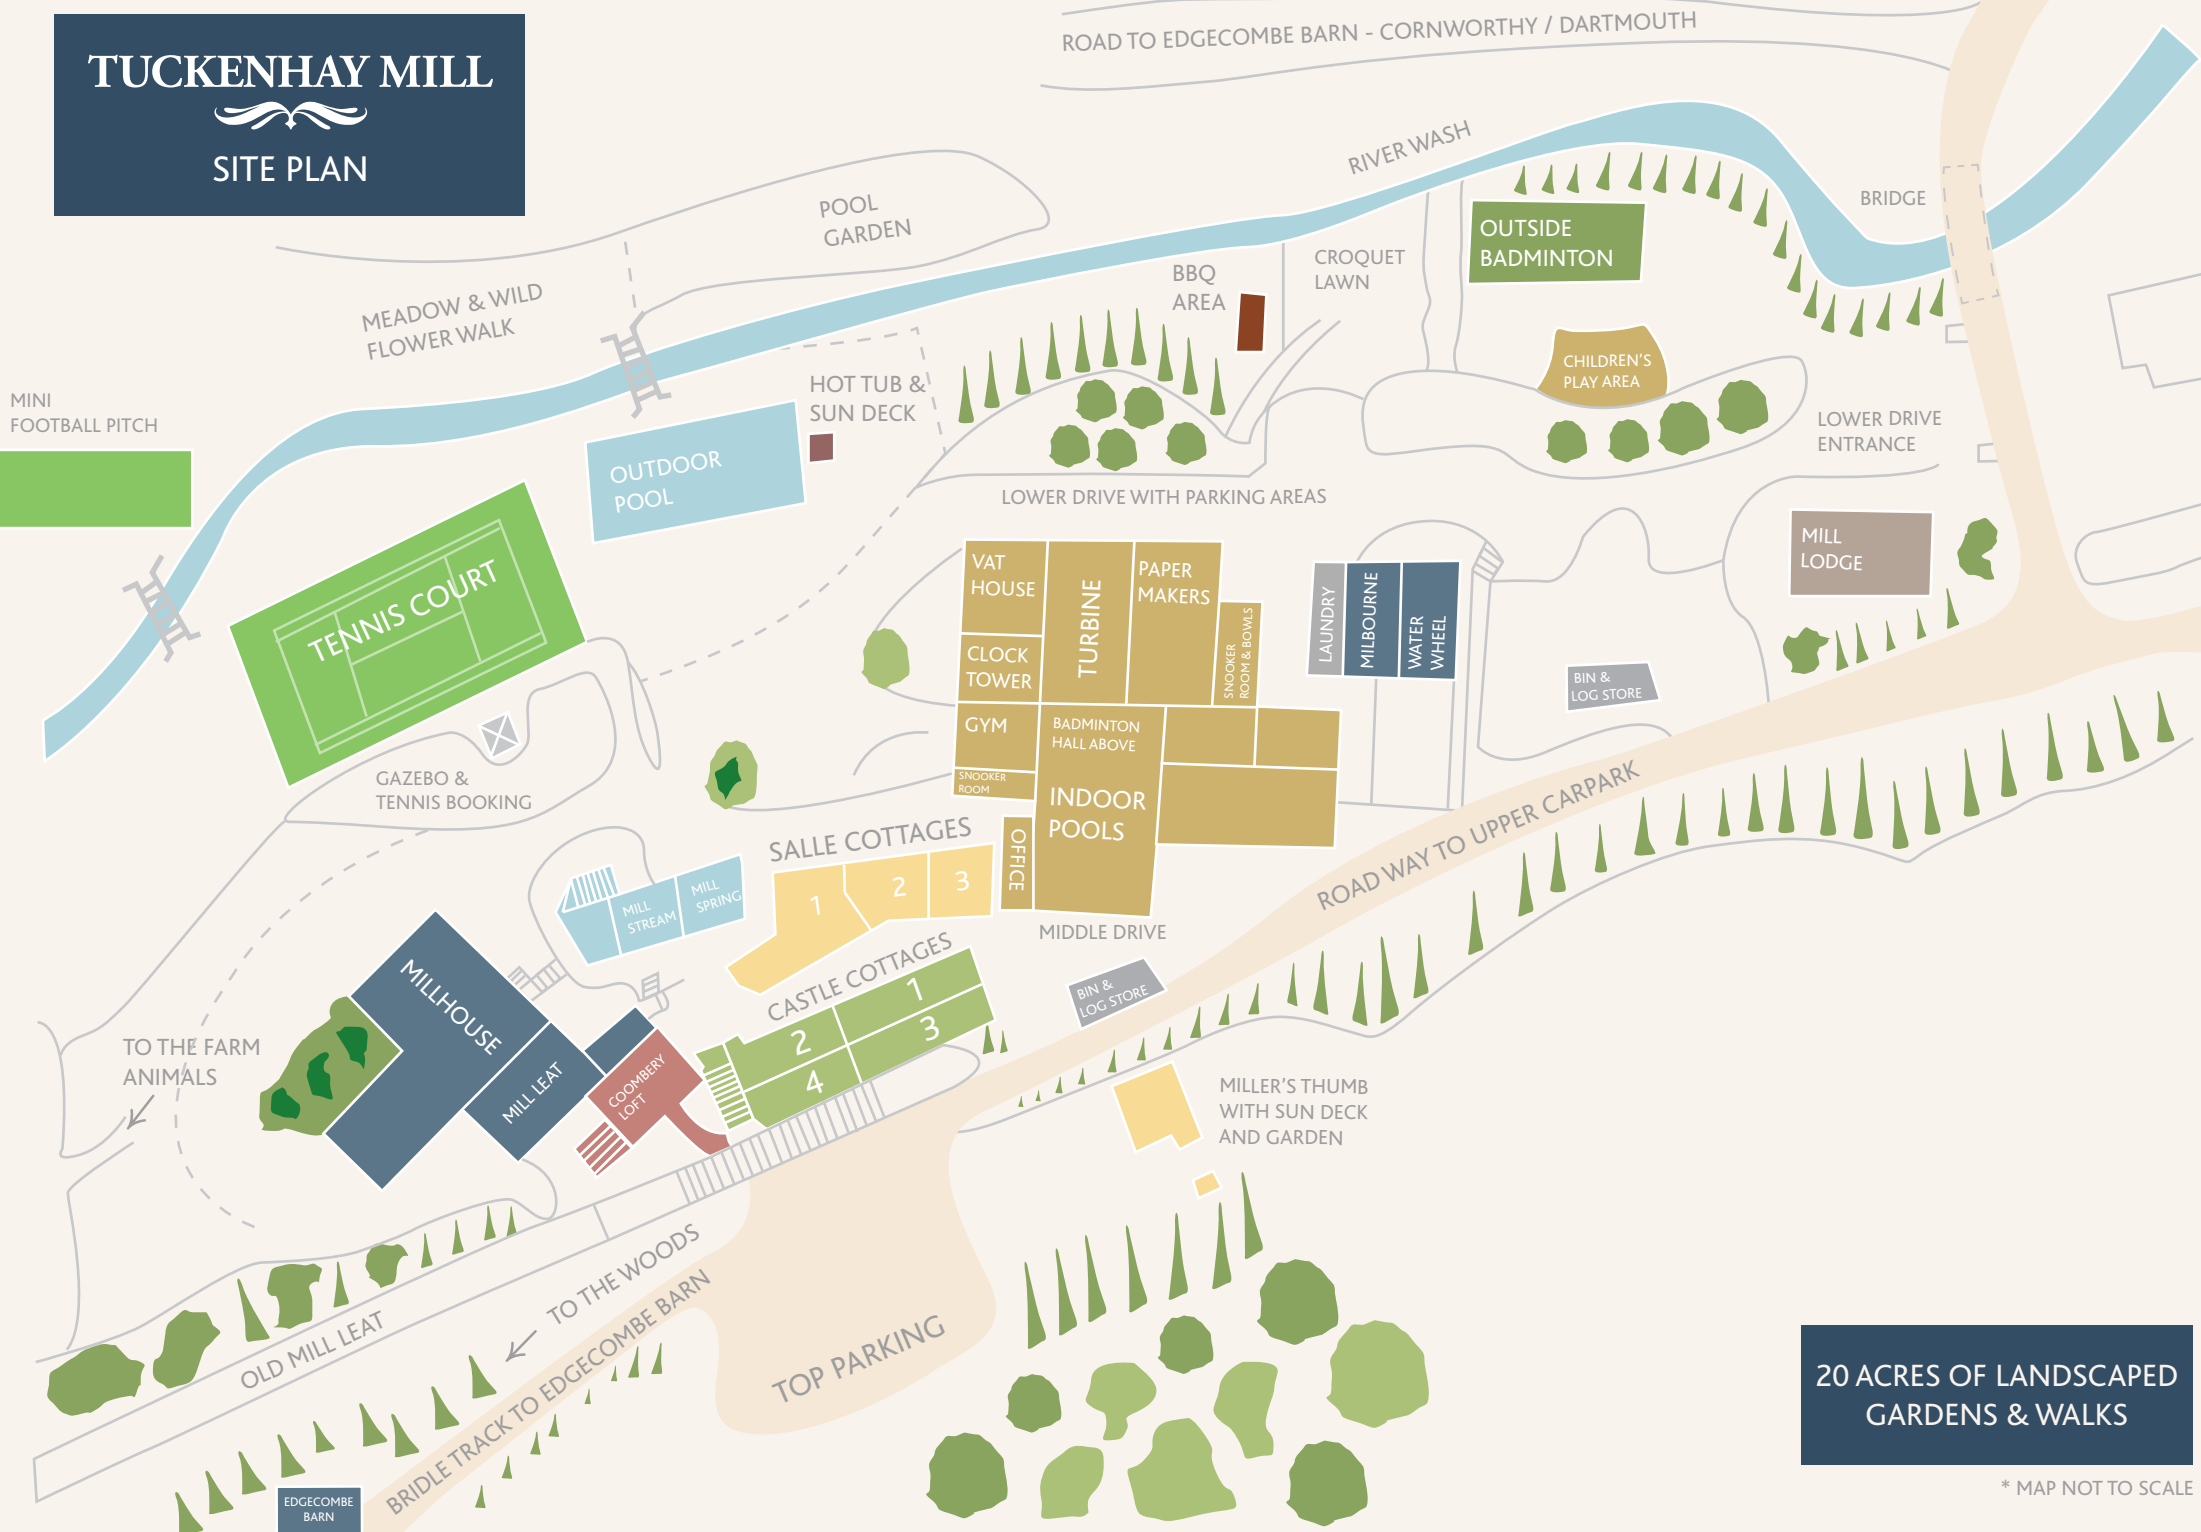 TUCKENHAY MILL
SITE PLAN
ROAD TO EDGECOMBE BARN - CORNWORTHY / DARTMOUTH
RIVER WASH
BRIDGE
POOL
GARDEN
MEADOW & WILD
FLOWER WALK
BBQ
AREA
CROQUET
LAWN
OUTSIDE
BADMINTON
CHILDREN'S
PLAY AREA
MINI
FOOTBALL PITCH
HOT TUB &
SUN DECK
OUTDOOR
POOL
LOWER DRIVE
ENTRANCE
LOWER DRIVE WITH PARKING AREAS
TENNIS COURT
VAT
HOUSE
TURBINE
PAPER
MAKERS
SNOOKER
ROOM & BOWLS
CLOCK
TOWER
LAUNDRY
MILBOURNE
WATER
WHEEL
MILL
LODGE
BIN &
LOG STORE
GYM
SNOOKER
ROOM
BADMINTON
HALL ABOVE
INDOOR
POOLS
OFFICE
GAZEBO &
TENNIS BOOKING
SALLE COTTAGES
1
2
3
MILL
STREAM
MILL
SPRING
MIDDLE DRIVE
ROAD WAY TO UPPER CARPARK
CASTLE COTTAGES
1
2
3
4
BIN &
LOG STORE
MILLHOUSE
MILL LEAT
COOMBERY
LOFT
TO THE FARM
ANIMALS
MILLER'S THUMB
WITH SUN DECK
AND GARDEN
TO THE WOODS
OLD MILL LEAT
BRIDLE TRACK TO EDGECOMBE BARN
TOP PARKING
EDGECOMBE
BARN
20 ACRES OF LANDSCAPED
GARDENS & WALKS
* MAP NOT TO SCALE